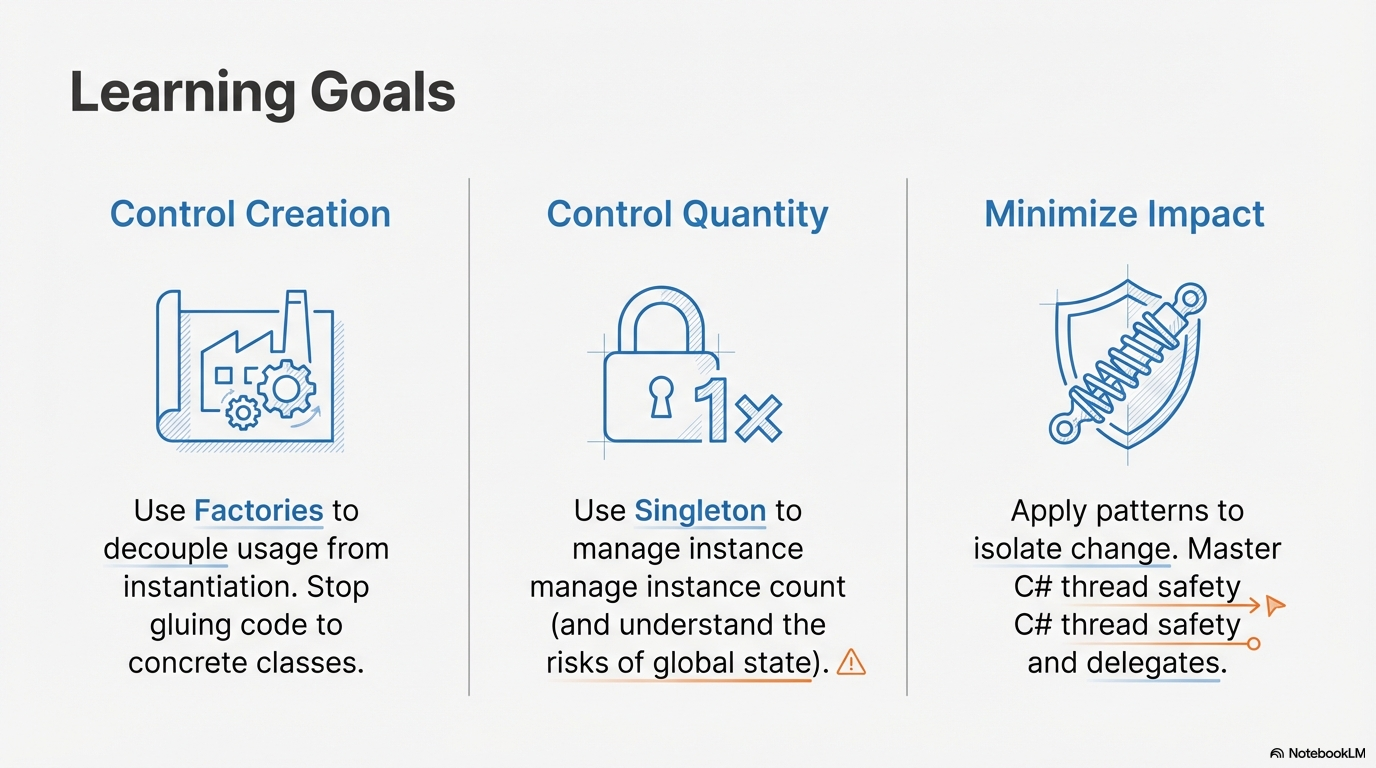 Learning Goals
Control Creation
Use Factories to
decouple usage from
instantiation. Stop
gluing code to
concrete classes.
Control Quantity
1x
Use Singleton to
manage instance
manage instance count
(and understand the
risks of global state).
Minimize Impact
Apply patterns to
isolate change. Master
C# thread safety
C# thread safety
and delegates.
NotebookLM